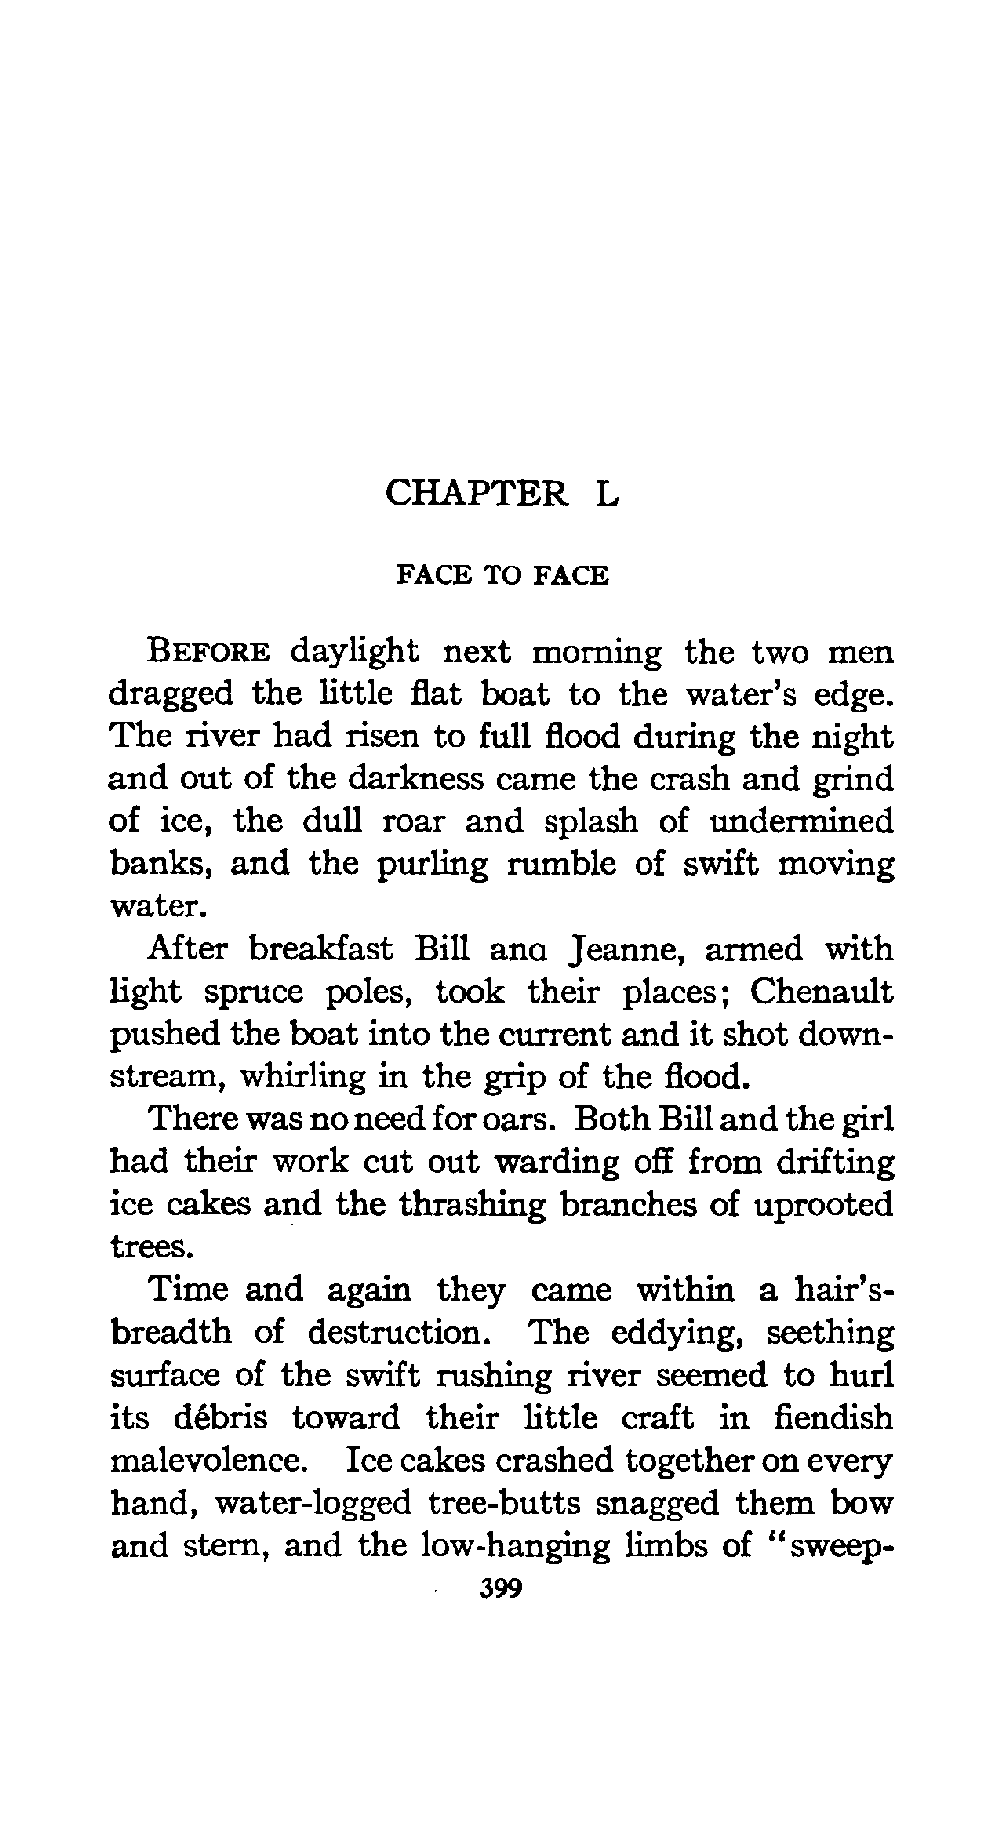 CHAPTER L
FACE TO FACE
BEFORE daylight next morning the two men
dragged the little flat boat to the water's edge.
The river had risen to full flood during the night
and out of the darkness came the crash and grind
of ice, the dull roar and splash of undermined
banks, and the purling rumble of swift moving
water.
After breakfast Bill and Jeanne, armed with
light spruce poles, took their places; Chenault
pushed the boat into the current and it shot down-
stream, whirling in the grip of the flood.
There was no need for oars. Both Bill and the girl
had their work cut out warding off from drifting
ice cakes and the thrashing branches of uprooted
trees.
Time and again they came within a hair's-
breadth of destruction. The eddying, seething
surface of the swift rushing river seemed to hurl
its débris toward their little craft in fiendish
malevolence. Ice cakes crashed together on every
hand, water-logged tree-butts snagged them bow
and stern, and the low-hanging limbs of "sweep-
399